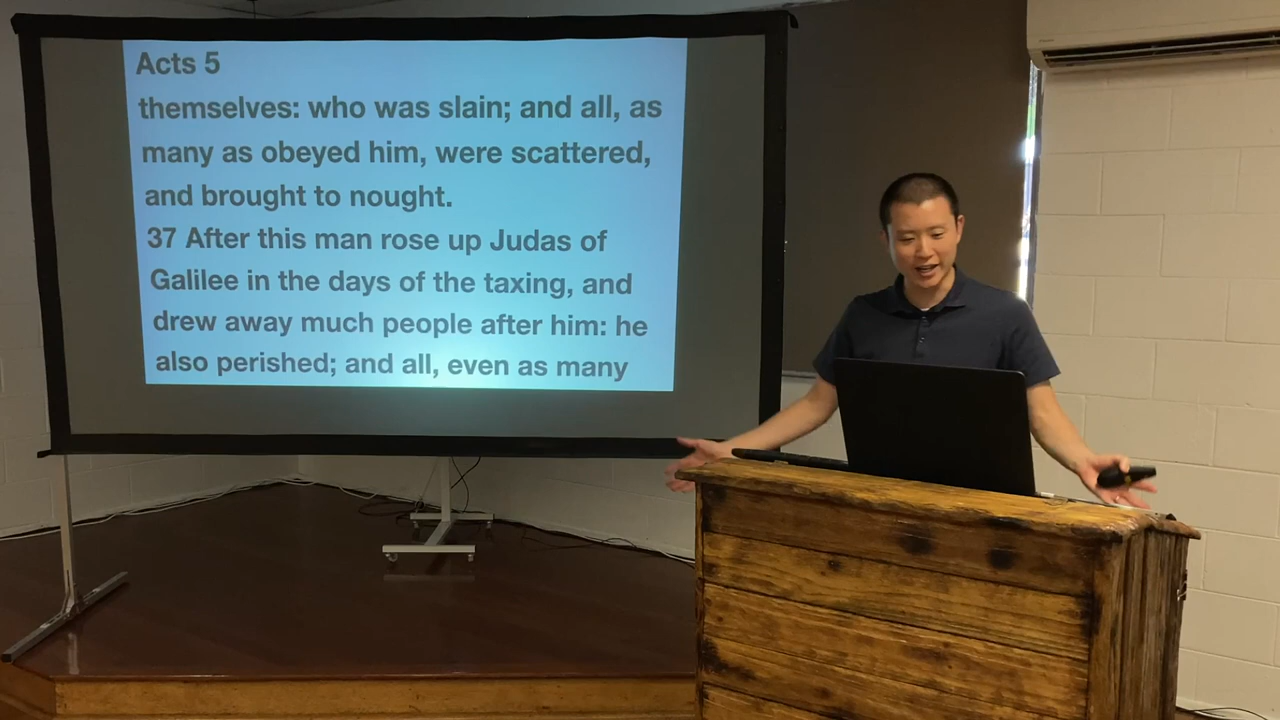 Acts 5
themselves: who was slain; and all, as
many as obeyed him, were scattered,
and brought to nought.
37 After this man rose up Judas of
Galilee in the days of the taxing, and
drew away much people after him: he
also perished; and all, even as many